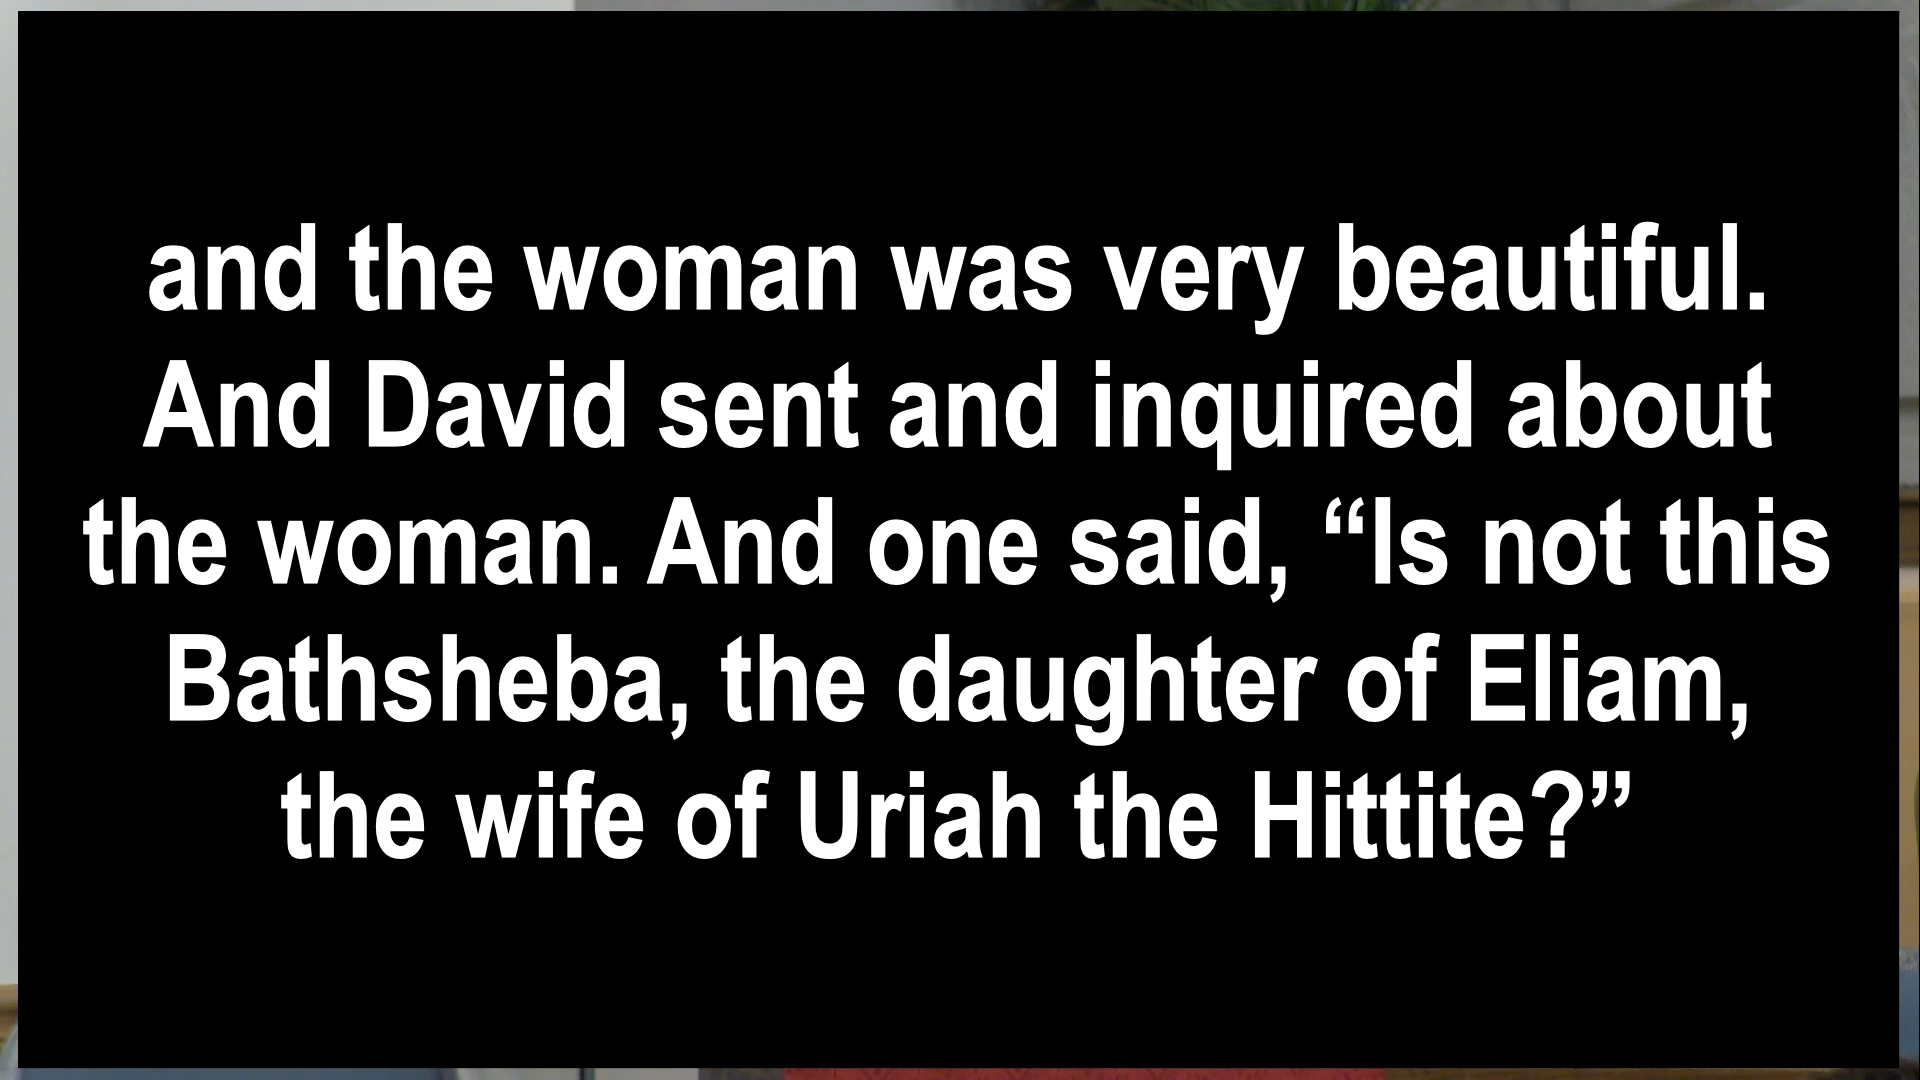 and the woman was very beautiful.
And David sent and inquired about
the woman. And one said, “Is not this
Bathsheba, the daughter of Eliam,
the wife of Uriah the Hittite?”